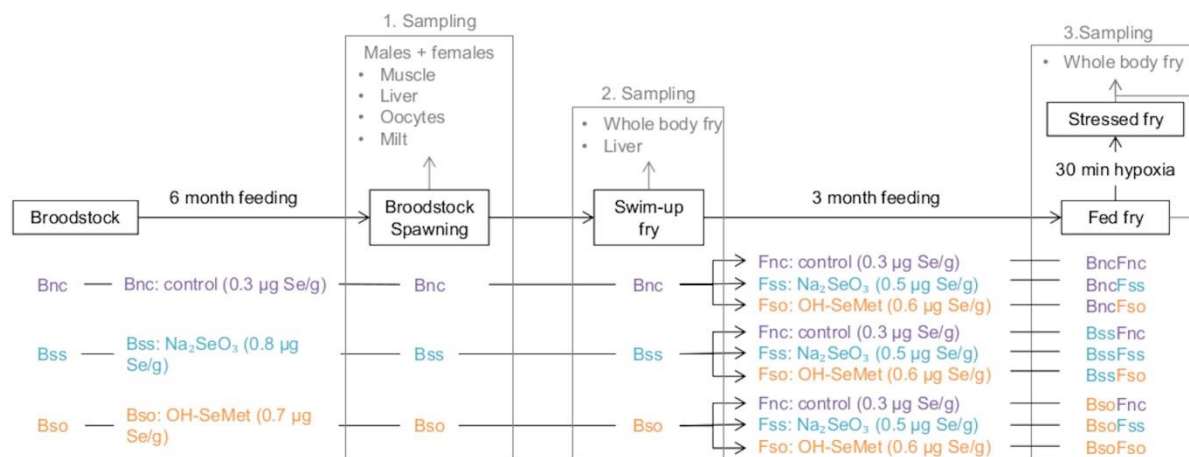 1. Sampling
Males + females
• Muscle
• Liver
• Oocytes
• Milt
2. Sampling
• Whole body fry
• Liver
3.Sampling
• Whole body fry
Stressed fry
30 min hypoxia
Broodstock
6 month feeding
Broodstock
Spawning
Swim-up
fry
3 month feeding
Fed fry
Bnc
Bnc: control (0.3 µg Se/g)
Bnc
Bnc
Fnc: control (0.3 µg Se/g)
BncFnc
Fss: Na₂SeO₃ (0.5 µg Se/g)
BncFss
Fso: OH-SeMet (0.6 µg Se/g)
BncFso
Bss
Bss: Na₂SeO₃ (0.8 µg
Se/g)
Bss
Bss
Fnc: control (0.3 µg Se/g)
BssFnc
Fss: Na₂SeO₃ (0.5 µg Se/g)
BssFss
Fso: OH-SeMet (0.6 µg Se/g)
BssFso
Bso
Bso: OH-SeMet (0.7 µg
Se/g)
Bso
Bso
Fnc: control (0.3 µg Se/g)
BsoFnc
Fss: Na₂SeO₃ (0.5 µg Se/g)
BsoFss
Fso: OH-SeMet (0.6 µg Se/g)
BsoFso